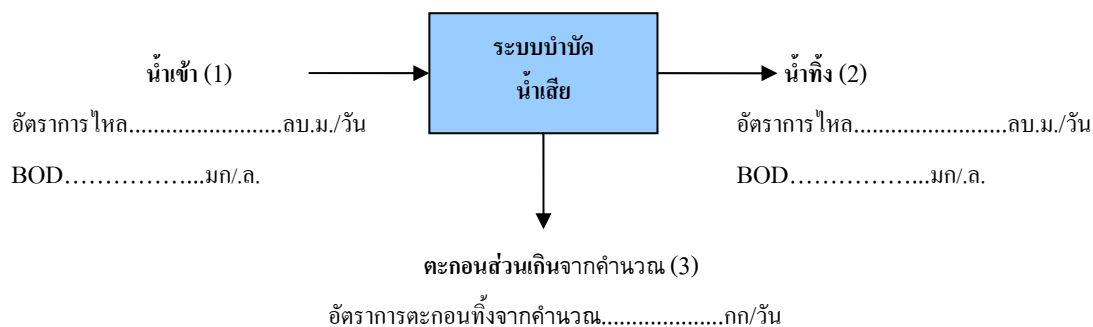 ระบบบำบัด
น้ำเสีย
น้ำเข้า (1)
น้ำทิ้ง (2)
อัตราการไหล..........................ลบ.ม./วัน
อัตราการไหล..........................ลบ.ม./วัน
BOD……………...มก/.ล.
BOD……………...มก/.ล.
ตะกอนส่วนเกินจากคำนวณ (3)
อัตราการตะกอนทิ้งจากคำนวณ.....................กก/วัน